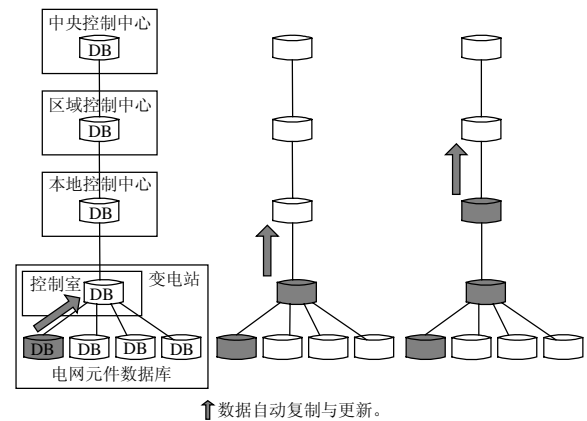 中央控制中心
DB
区域控制中心
DB
本地控制中心
DB
控制室
变电站
DB
DB DB DB DB
电网元件数据库
数据自动复制与更新。